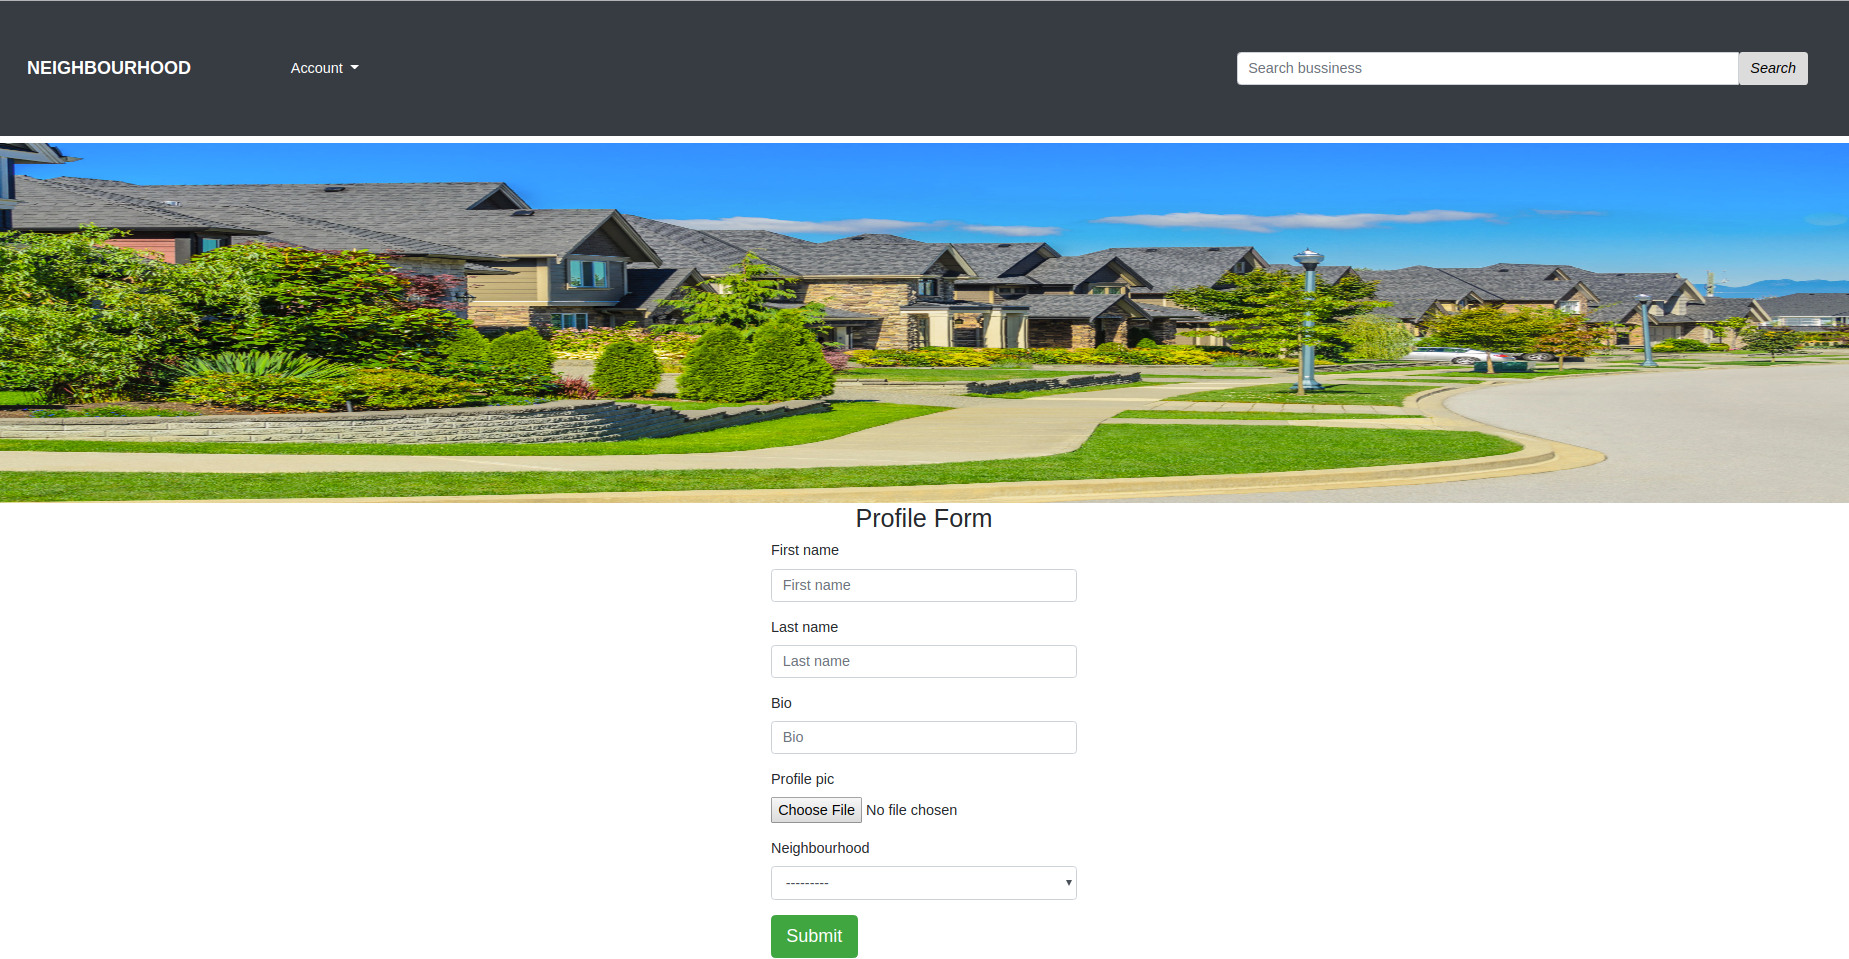 NEIGHBOURHOOD
Account
Search bussiness
Search
Profile Form
First name
First name
Last name
Last name
Bio
Bio
Profile pic
Choose File No file chosen
Neighbourhood
---------
Submit